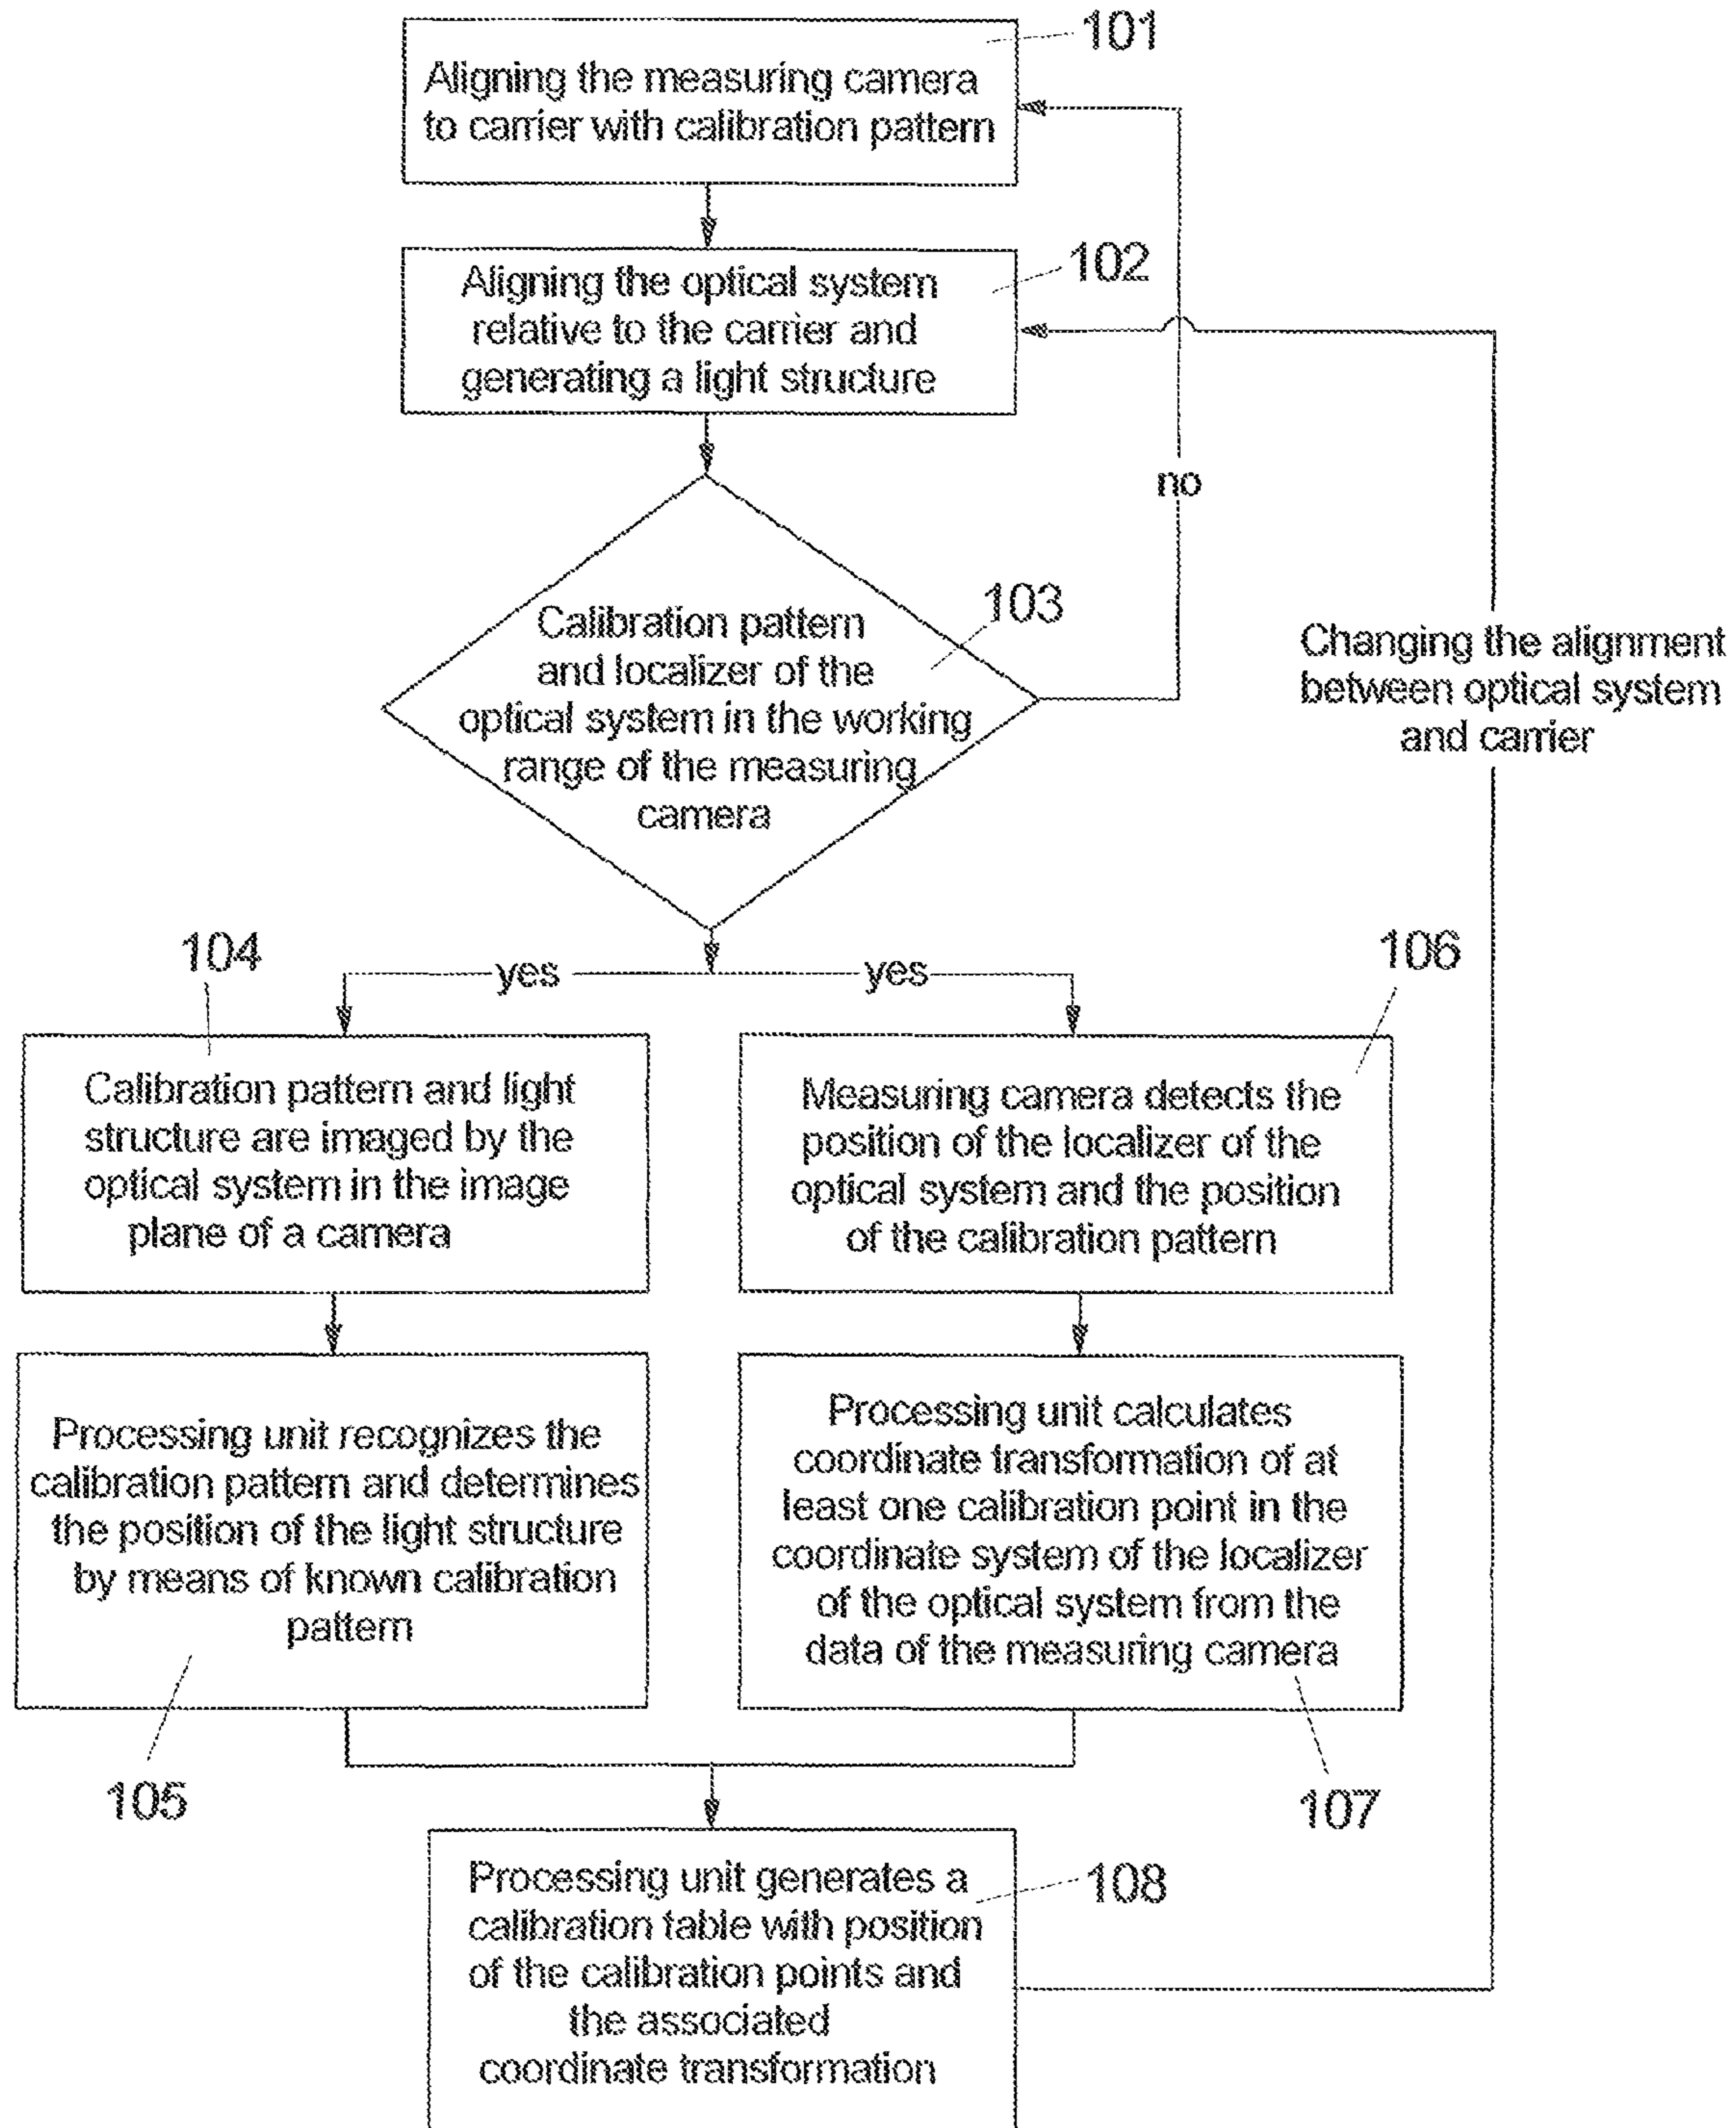 101
Aligning the measuring camera
to carrier with calibration pattern
102
Aligning the optical system
relative to the carrier and
generating a light structure
no
103
Calibration pattern
and localizer of the
optical system in the working
range of the measuring
camera
Changing the alignment
between optical system
and carrier
yes
yes
104
Calibration pattern and light
structure are imaged by the
optical system in the image
plane of a camera
106
Measuring camera detects the
position of the localizer of the
optical system and the position
of the calibration pattern
Processing unit recognizes the
calibration pattern and determines
the position of the light structure
by means of known calibration
pattern
105
Processing unit calculates
coordinate transformation of at
least one calibration point in the
coordinate system of the localizer
of the optical system from the
data of the measuring camera
107
Processing unit generates a
calibration table with position
of the calibration points and
the associated
coordinate transformation
108